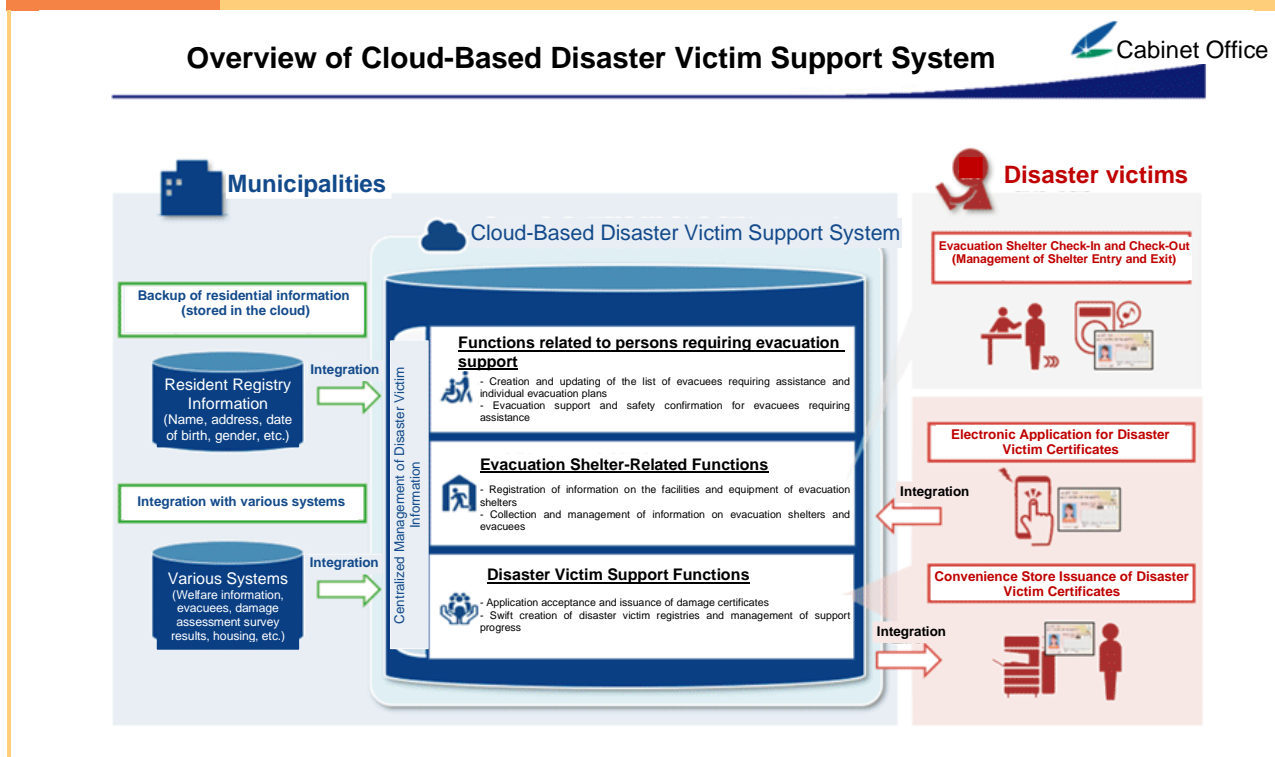 Overview of Cloud-Based Disaster Victim Support System
Cabinet Office
Municipalities
Disaster victims
Cloud-Based Disaster Victim Support System
Backup of residential information
(stored in the cloud)
Resident Registry
Information
(Name, address, date
of birth, gender, etc.)
Integration
Integration with various systems
Various Systems
(Welfare information,
evacuees, damage
assessment survey
results, housing, etc.)
Integration
Centralized Management of Disaster Victim
Information
Functions related to persons requiring evacuation
support
- Creation and updating of the list of evacuees requiring assistance and
individual evacuation plans
- Evacuation support and safety confirmation for evacuees requiring
assistance
Evacuation Shelter-Related Functions
- Registration of information on the facilities and equipment of evacuation
shelters
- Collection and management of information on evacuation shelters and
evacuees
Disaster Victim Support Functions
- Application acceptance and issuance of damage certificates
- Swift creation of disaster victim registries and management of support
progress
Evacuation Shelter Check-In and Check-Out
(Management of Shelter Entry and Exit)
Electronic Application for Disaster
Victim Certificates
Integration
Convenience Store Issuance of Disaster
Victim Certificates
Integration